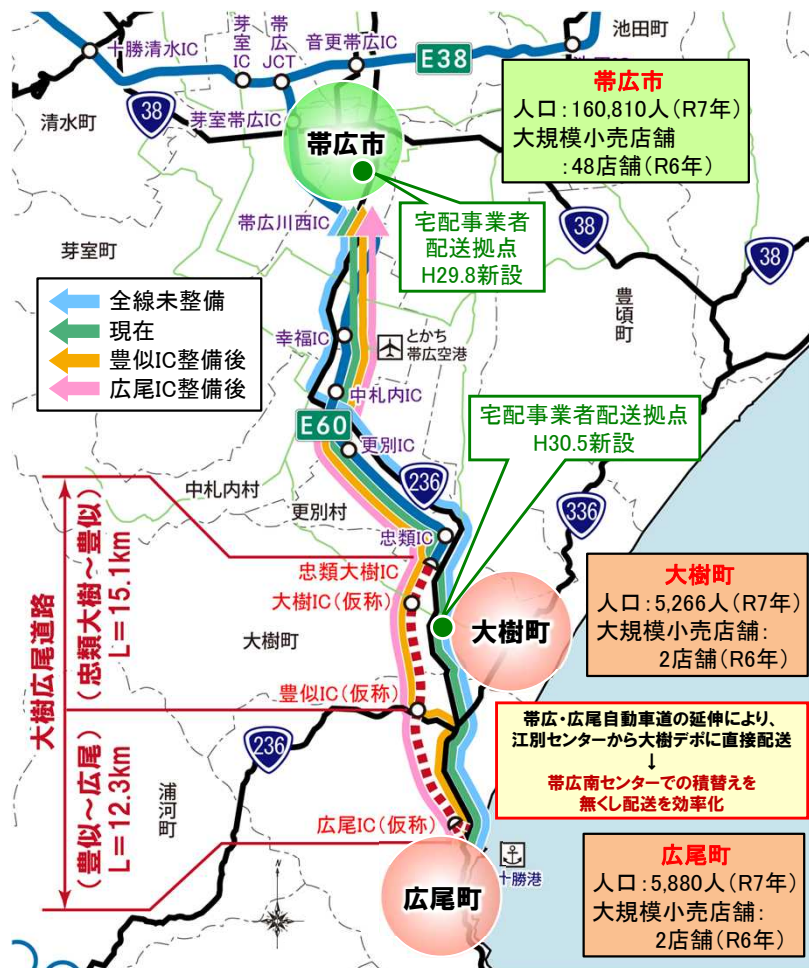 池田町
十勝清水IC
芽室IC
帯広JCT
音更帯広IC
E38
38
清水町
芽室帯広IC
帯広市
帯広市
人口:160,810人(R7年)
大規模小売店舗
:48店舗(R6年)
宅配事業者
配送拠点
H29.8新設
帯広川西IC
芽室町
38
38
豊頃町
全線未整備
現在
豊似IC整備後
広尾IC整備後
幸福IC
とかち
帯広空港
中札内IC
E60
更別IC
宅配事業者配送拠点
H30.5新設
236
336
中札内村
更別村
忠類IC
忠類大樹IC
大樹IC(仮称)
大樹町
大樹町
大樹町
人口:5,266人(R7年)
大規模小売店舗:
2店舗(R6年)
大樹広尾道路
(忠類大樹~豊似)
L=15.1km
(豊似~広尾)
L=12.3km
豊似IC(仮称)
236
浦河町
帯広・広尾自動車道の延伸により、
江別センターから大樹デポに直接配送
↓
帯広南センターでの積替えを
無くし配送を効率化
広尾IC(仮称)
十勝港
広尾町
広尾町
人口:5,880人(R7年)
大規模小売店舗:
2店舗(R6年)